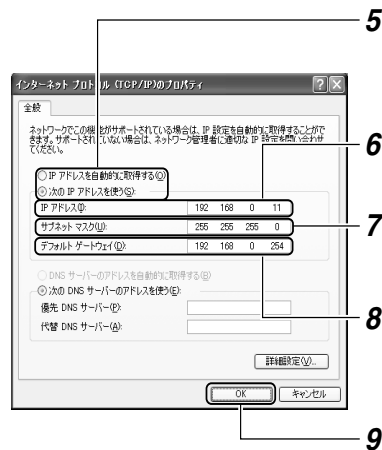 5
インターネット プロトコル (TCP/IP)のプロパティ
全般
ネットワークでこの機能がサポートされている場合は、IP 設定を自動的に取得することがで
きます。サポートされていない場合は、ネットワーク管理者に適切な IP 設定を問い合わせ
てください。
6
IP アドレスを自動的に取得する(O)
次の IP アドレスを使う(S):
IP アドレス(I): 192 168 0 11
7
サブネット マスク(U): 255 255 255 0
デフォルト ゲートウェイ(D): 192 168 0 254
DNS サーバーのアドレスを自動的に取得する(B)
次の DNS サーバーのアドレスを使う(E):
優先 DNS サーバー(P):
8
代替 DNS サーバー(A):
詳細設定(V)...
OK キャンセル
9